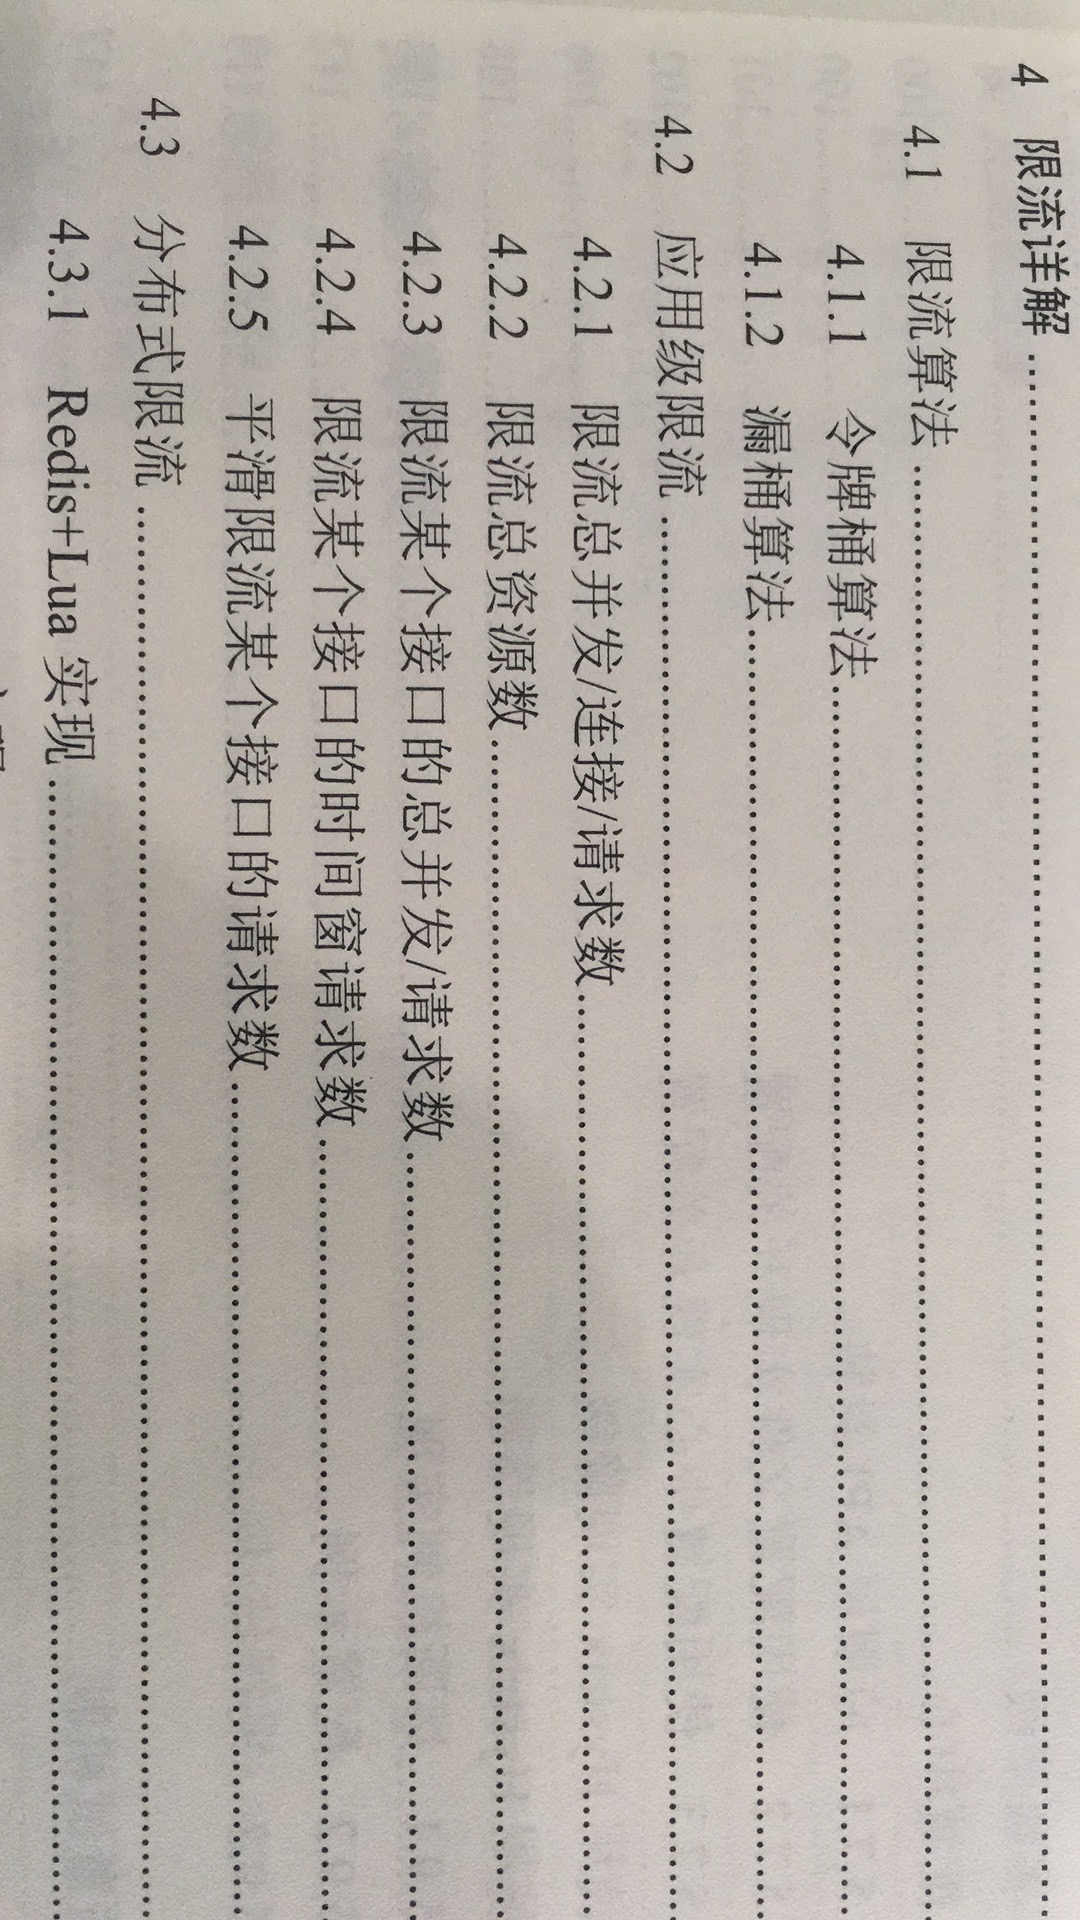 4 限流详解
4.1 限流算法
4.1.1 令牌桶算法
4.1.2 漏桶算法
4.2 应用级限流
4.2.1 限流总并发/连接/请求数
4.2.2 限流总资源数
4.2.3 限流某个接口的总并发/请求数
4.2.4 限流某个接口的时间窗请求数
4.2.5 平滑限流某个接口的请求数
4.3 分布式限流
4.3.1 Redis+Lua 实现